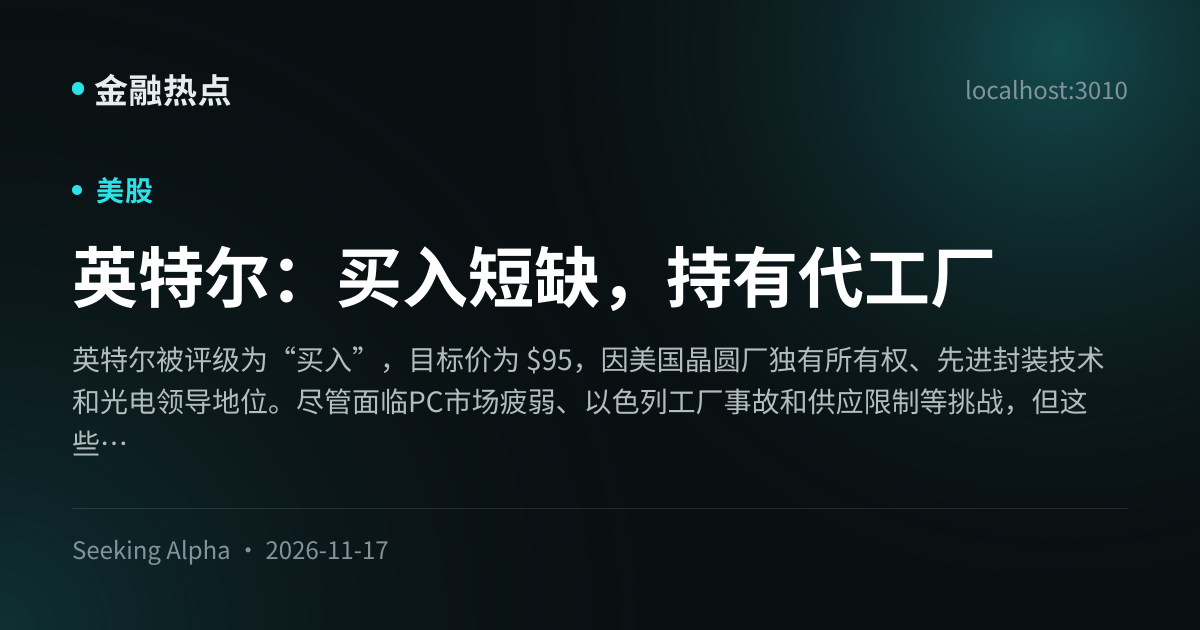 金融热点
localhost:3010
美股
英特尔：买入短缺，持有代工厂
英特尔被评级为“买入”，目标价为 $95，因美国晶圆厂独有所有权、先进封装技术
和光电领导地位。尽管面临PC市场疲弱、以色列工厂事故和供应限制等挑战，但这
些…
Seeking Alpha · 2026-11-17